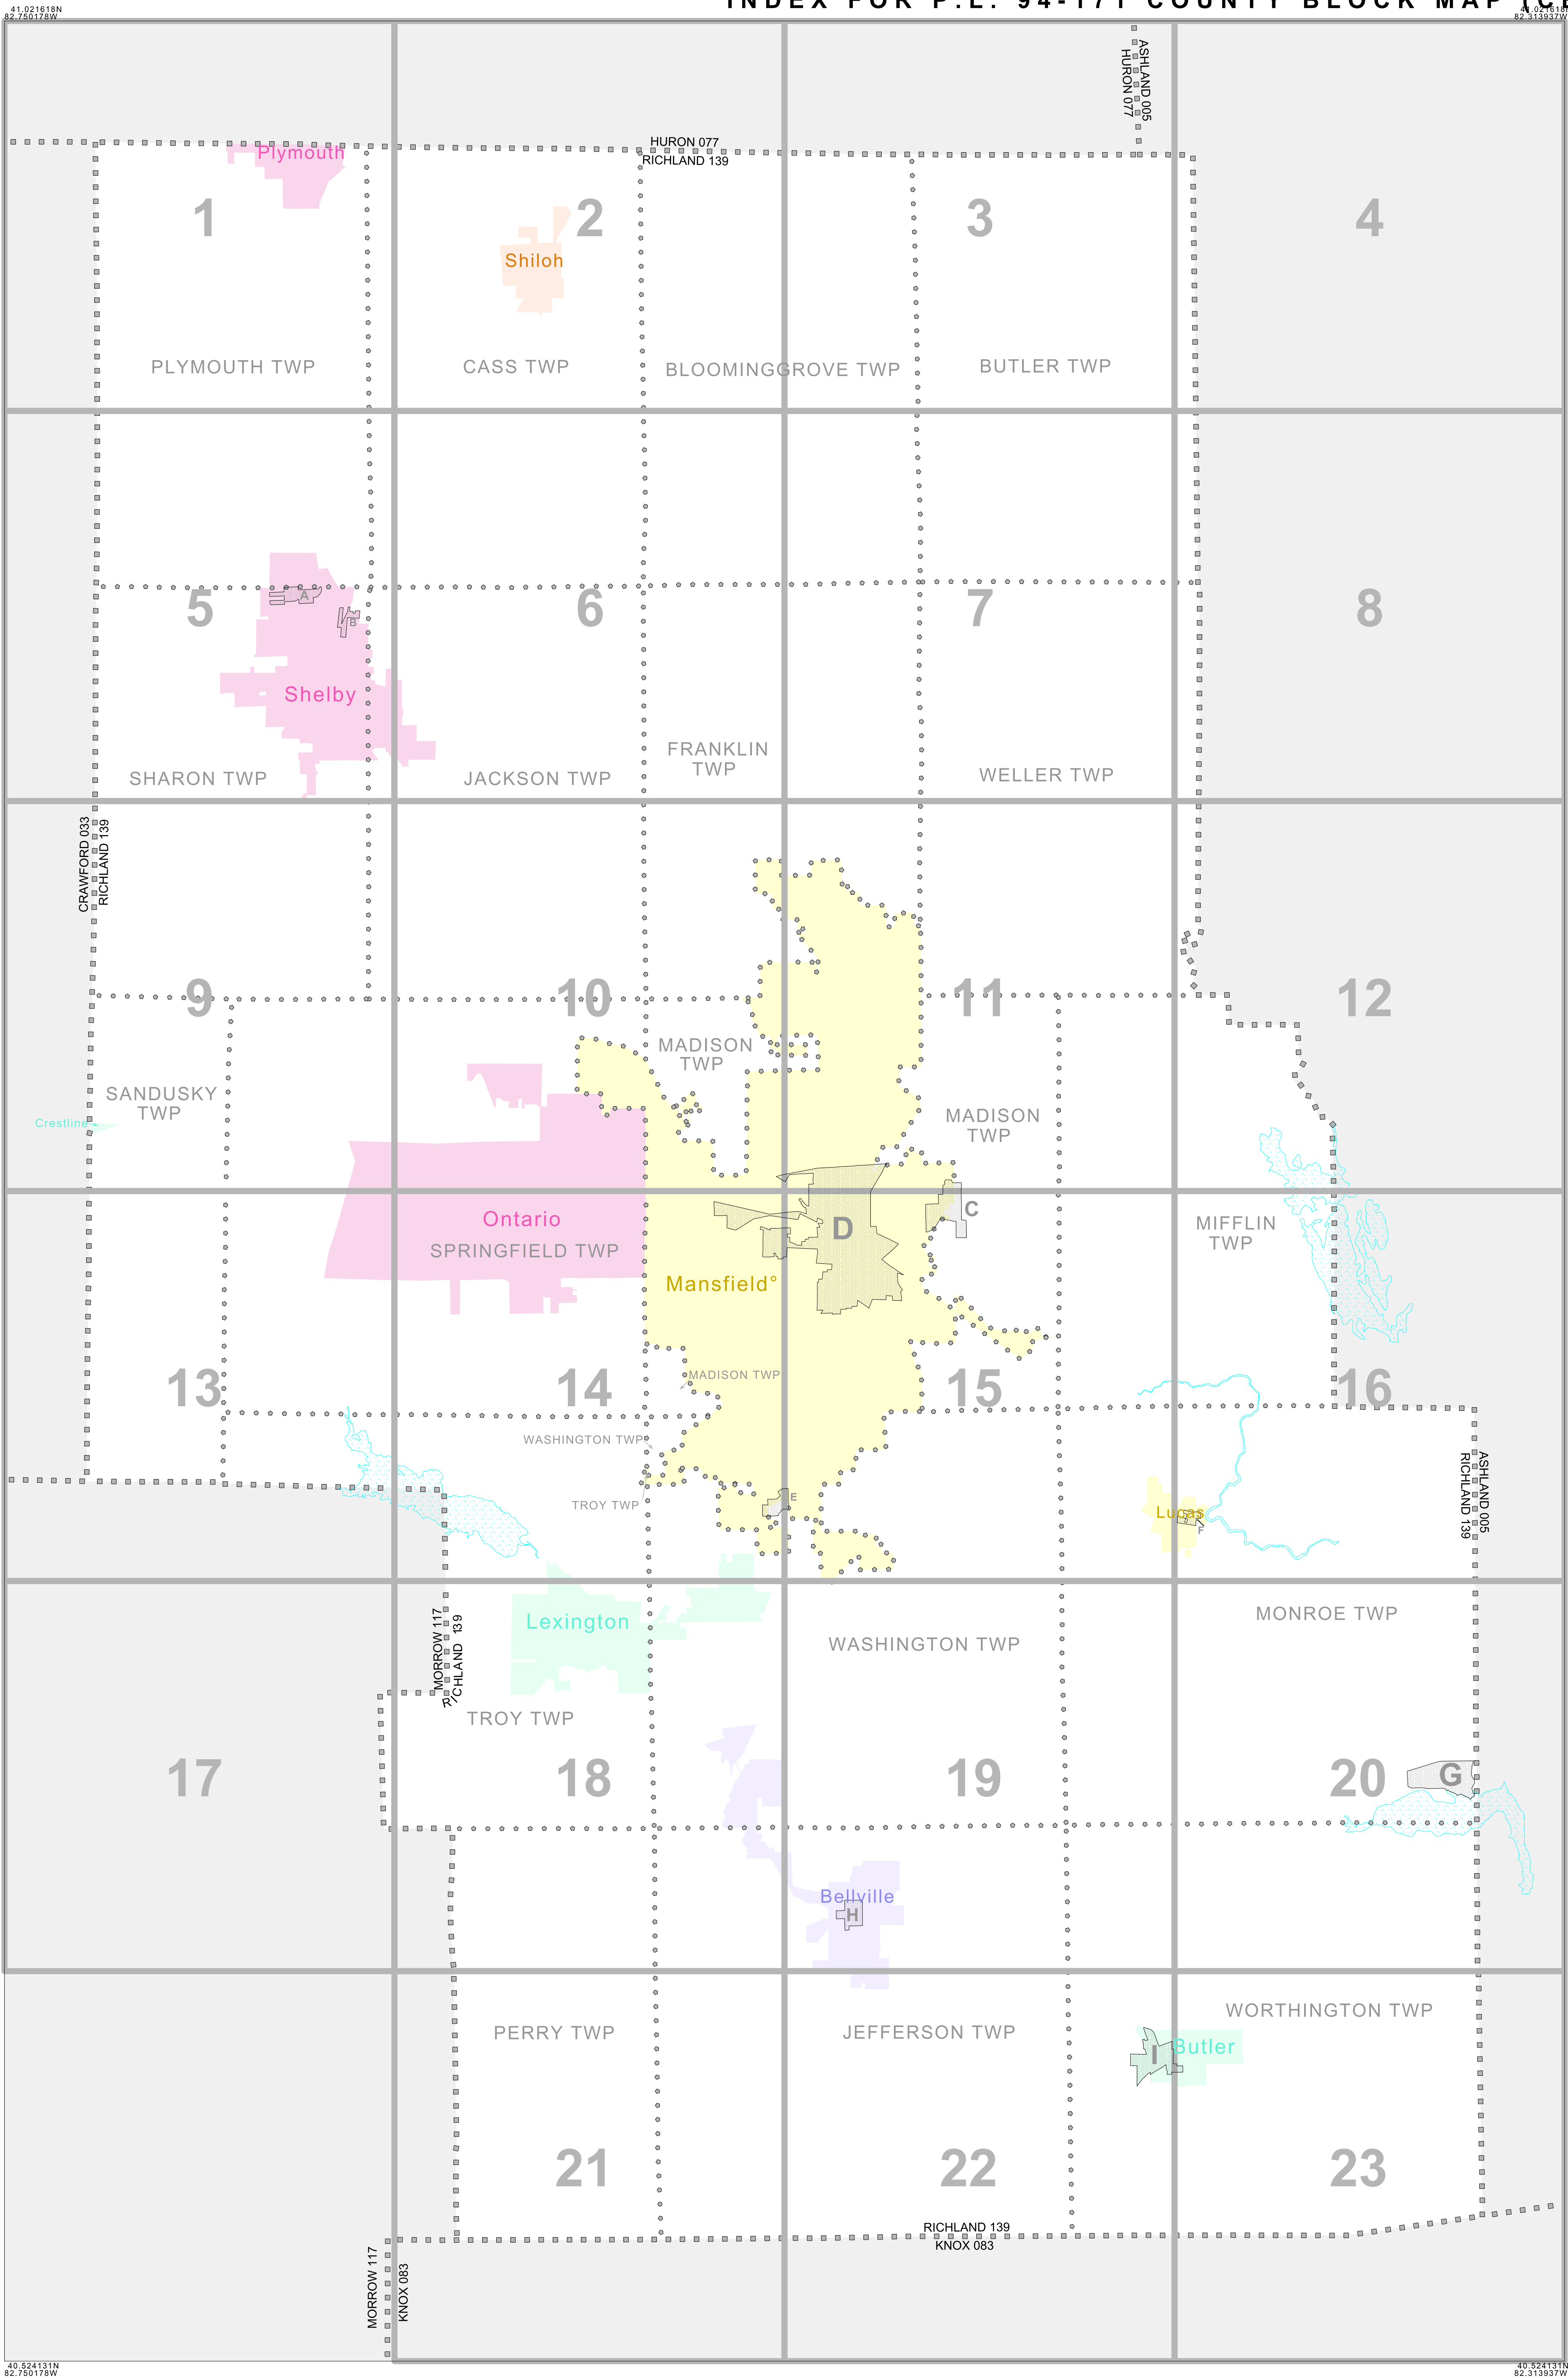 INDEX FOR P.L. 94-171 COUNTY BLOCK MAP
41.021618N
82.750178W
82.313937W
ASHLAND 005
HURON 077
HURON 077
RICHLAND 139
Plymouth
1
2
3
4
Shiloh
PLYMOUTH TWP
CASS TWP
BLOOMINGGROVE TWP
BUTLER TWP
5
6
7
8
A
B
Shelby
SHARON TWP
JACKSON TWP
FRANKLIN
TWP
WELLER TWP
CRAWFORD 033
RICHLAND 139
9
10
11
12
MADISON
TWP
SANDUSKY
TWP
Crestline
MADISON
TWP
Ontario
SPRINGFIELD TWP
D
C
MIFFLIN
TWP
Mansfield°
13
14
15
16
MADISON TWP
WASHINGTON TWP
TROY TWP
E
Lucas
F
ASHLAND 005
RICHLAND 139
Lexington
MORROW 117
RICHLAND 139
WASHINGTON TWP
MONROE TWP
TROY TWP
17
18
19
20
G
Bellville
H
PERRY TWP
JEFFERSON TWP
WORTHINGTON TWP
I
Butler
21
22
23
RICHLAND 139
KNOX 083
MORROW 117
KNOX 083
40.524131N
82.750178W
40.524131N
82.313937W